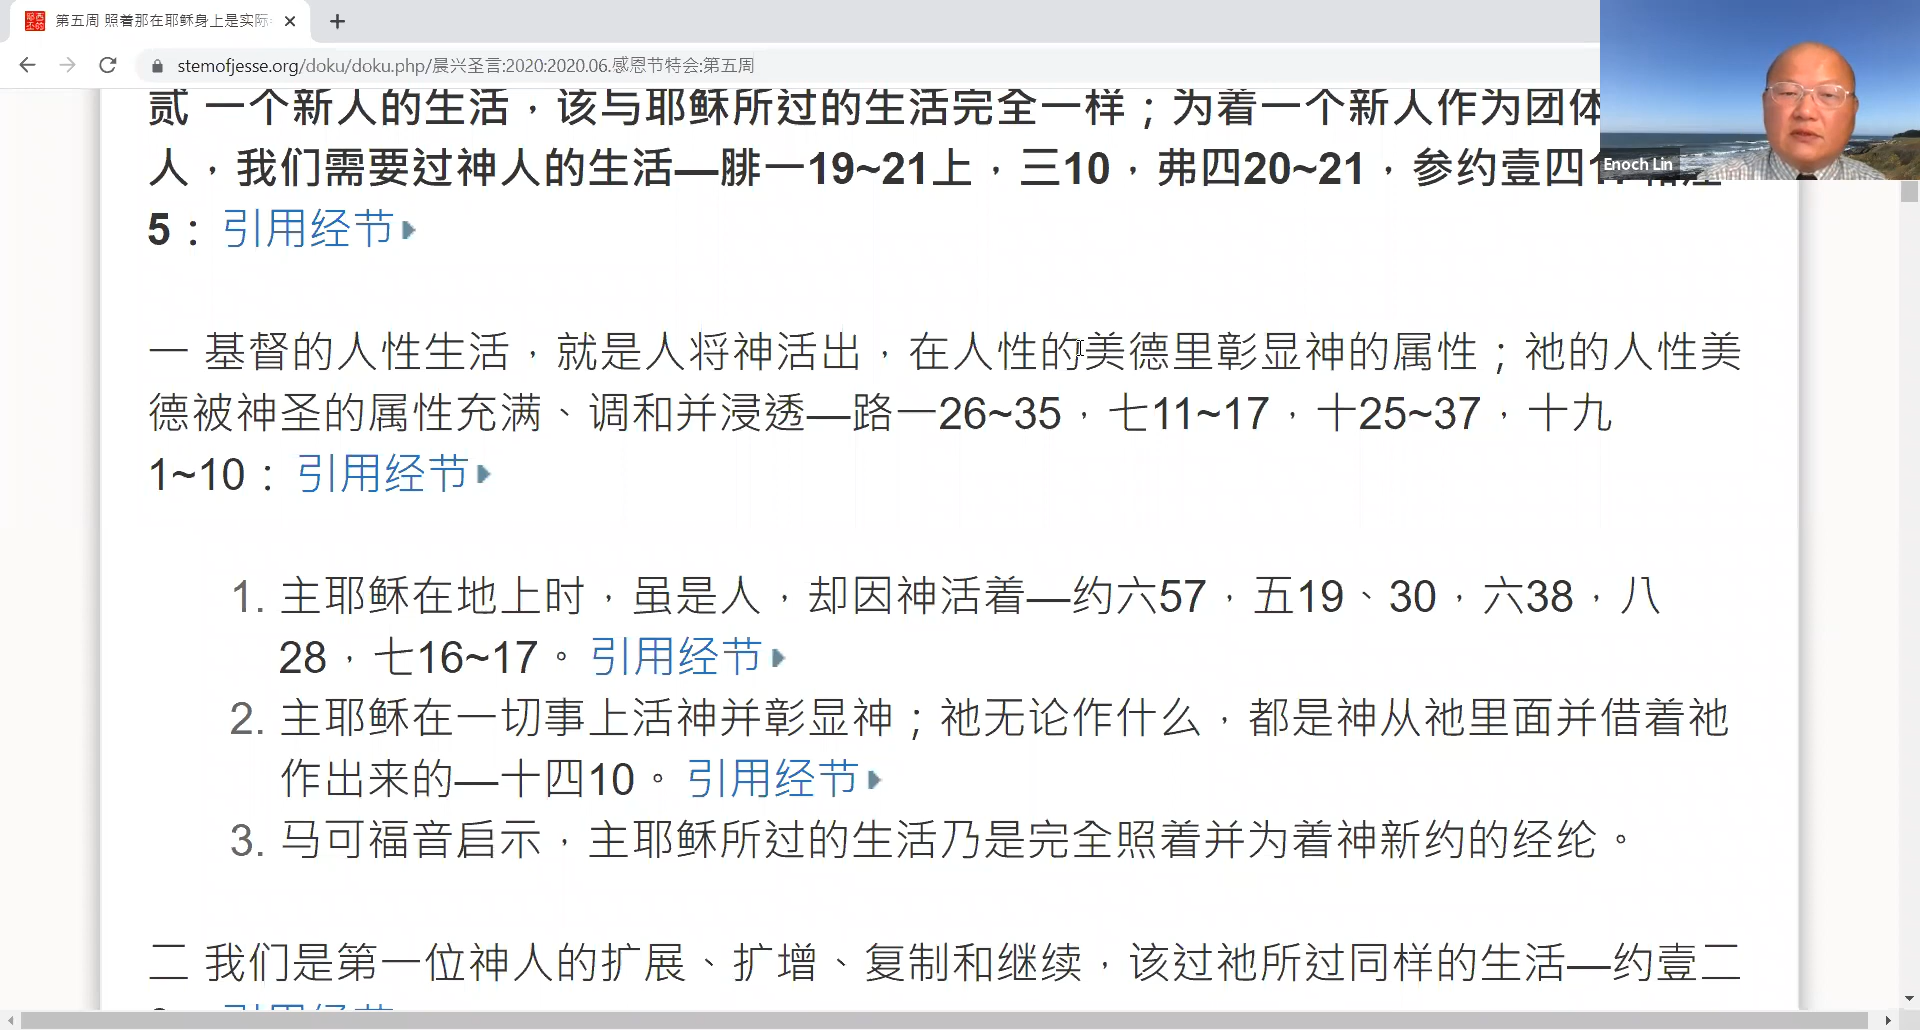 第五周 照着那在耶稣身上是实际
stemofjesse.org/doku/doku.php/晨兴圣言:2020:2020.06.感恩节特会:第五周
Enoch Lin
贰 一个新人的生活，该与耶稣所过的生活完全一样；为着一个新人作为团体
人，我们需要过神人的生活—腓一19~21上，三10，弗四20~21，参约壹四1
5：引用经节
一 基督的人性生活，就是人将神活出，在人性的美德里彰显神的属性；祂的人性美
德被神圣的属性充满、调和并浸透—路一26~35，七11~17，十25~37，十九
1~10：引用经节
1. 主耶稣在地上时，虽是人，却因神活着—约六57，五19、30，六38，八
28，七16~17。引用经节
2. 主耶稣在一切事上活神并彰显神；祂无论作什么，都是神从祂里面并借着祂
作出来的—十四10。引用经节
3. 马可福音启示，主耶稣所过的生活乃是完全照着并为着神新约的经纶。
二 我们是第一位神人的扩展、扩增、复制和继续，该过祂所过同样的生活—约壹二